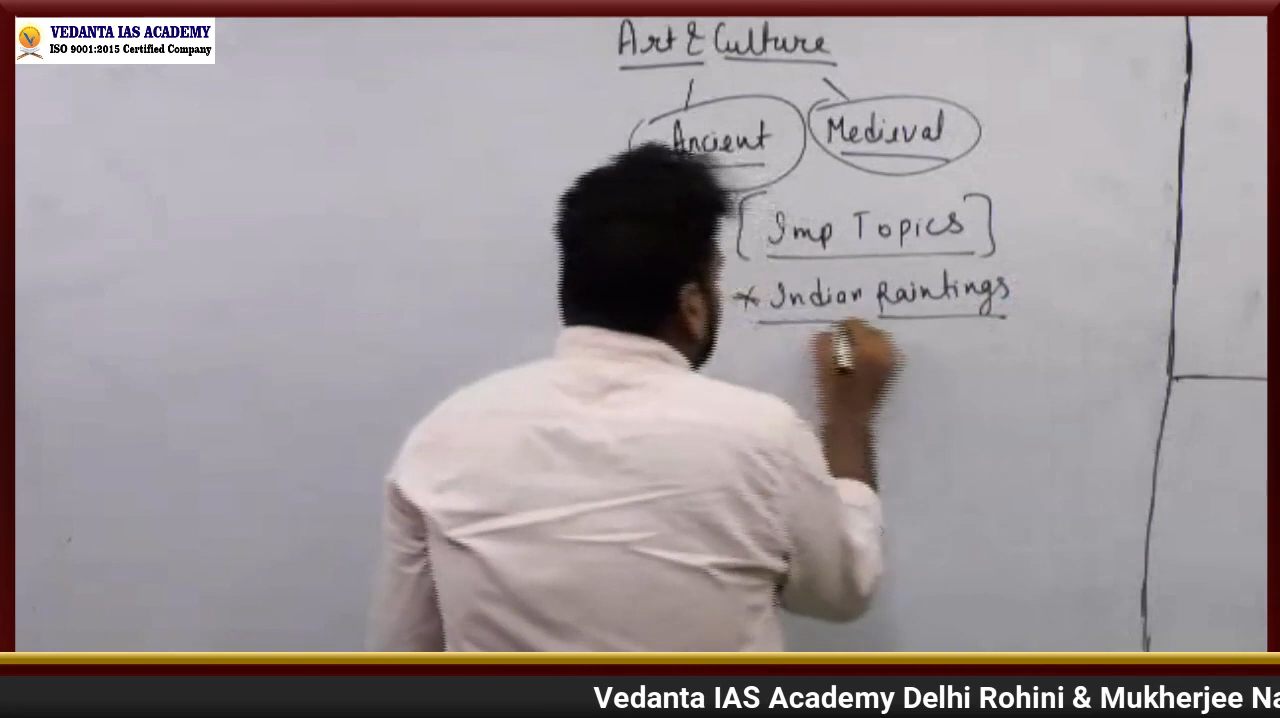 VEDANTA IAS ACADEMY
ISO 9001:2015 Certified Company
Art & Culture
Ancient Medieval
[Imp Topics]
* Indian Paintings
Vedanta IAS Academy Delhi Rohini & Mukherjee Na